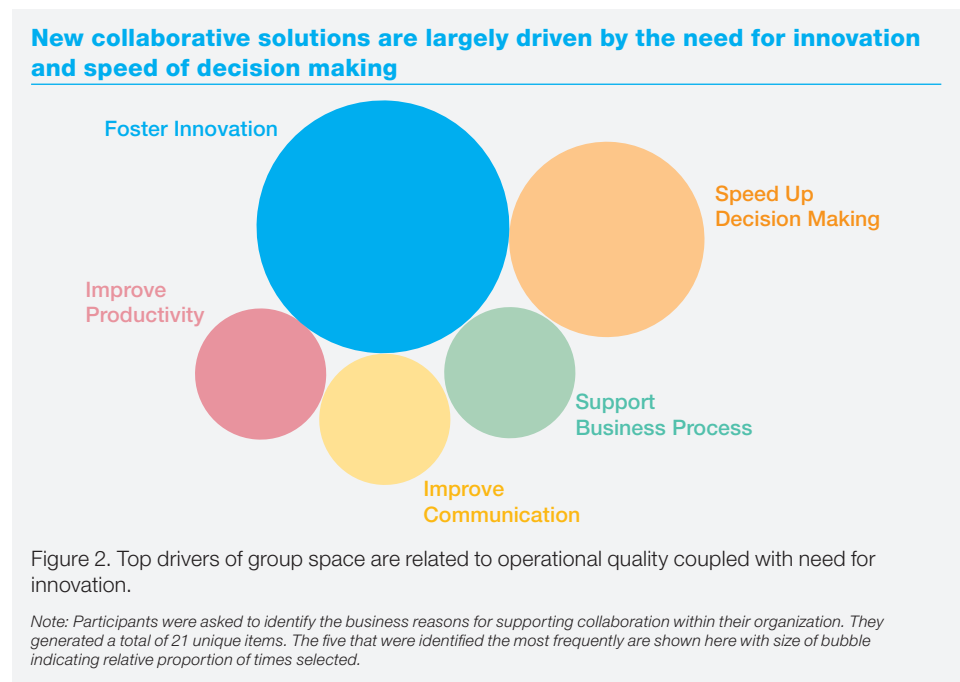 New collaborative solutions are largely driven by the need for innovation
and speed of decision making
Foster Innovation
Speed Up
Decision Making
Improve
Productivity
Support
Business Process
Improve
Communication
Figure 2. Top drivers of group space are related to operational quality coupled with need for
innovation.
Note: Participants were asked to identify the business reasons for supporting collaboration within their organization. They
generated a total of 21 unique items. The five that were identified the most frequently are shown here with size of bubble
indicating relative proportion of times selected.